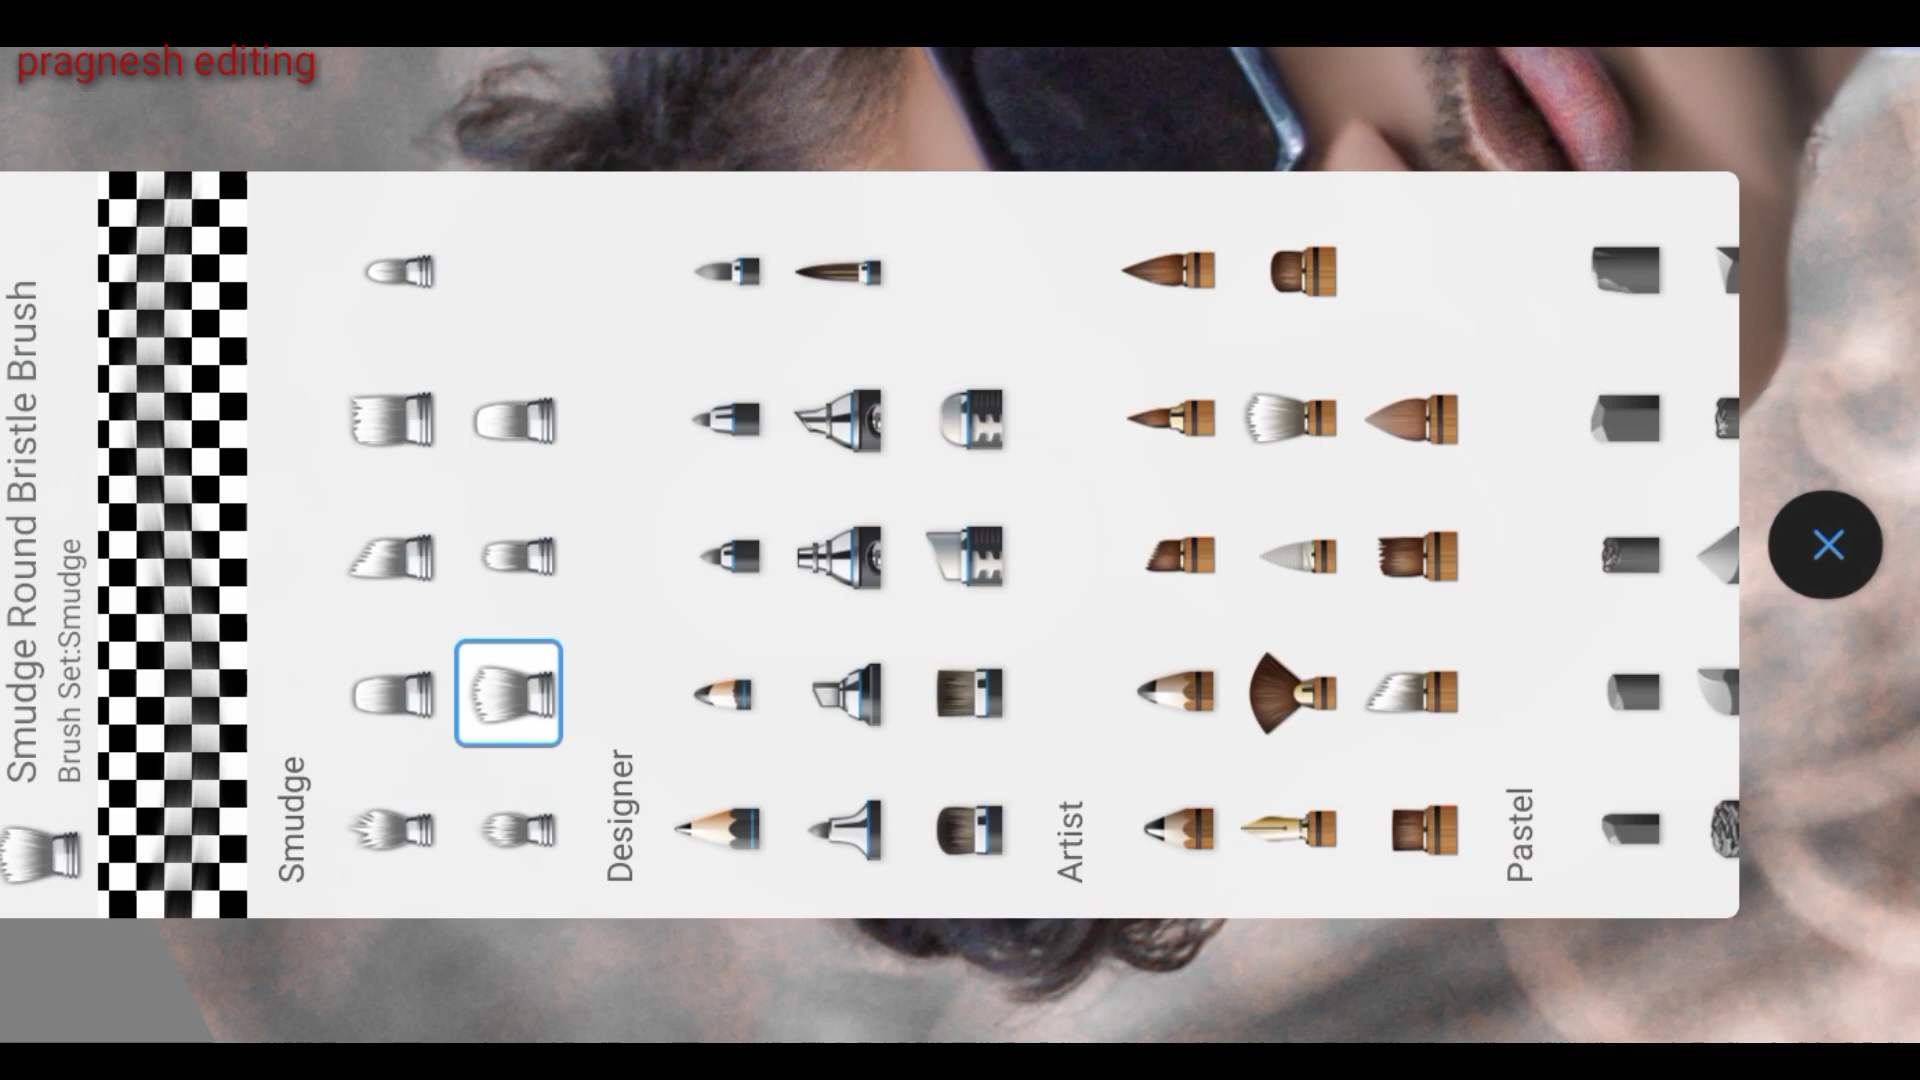 pragnesh editing
Smudge Round Bristle Brush
Brush Set:Smudge
Smudge
Designer
Artist
Pastel